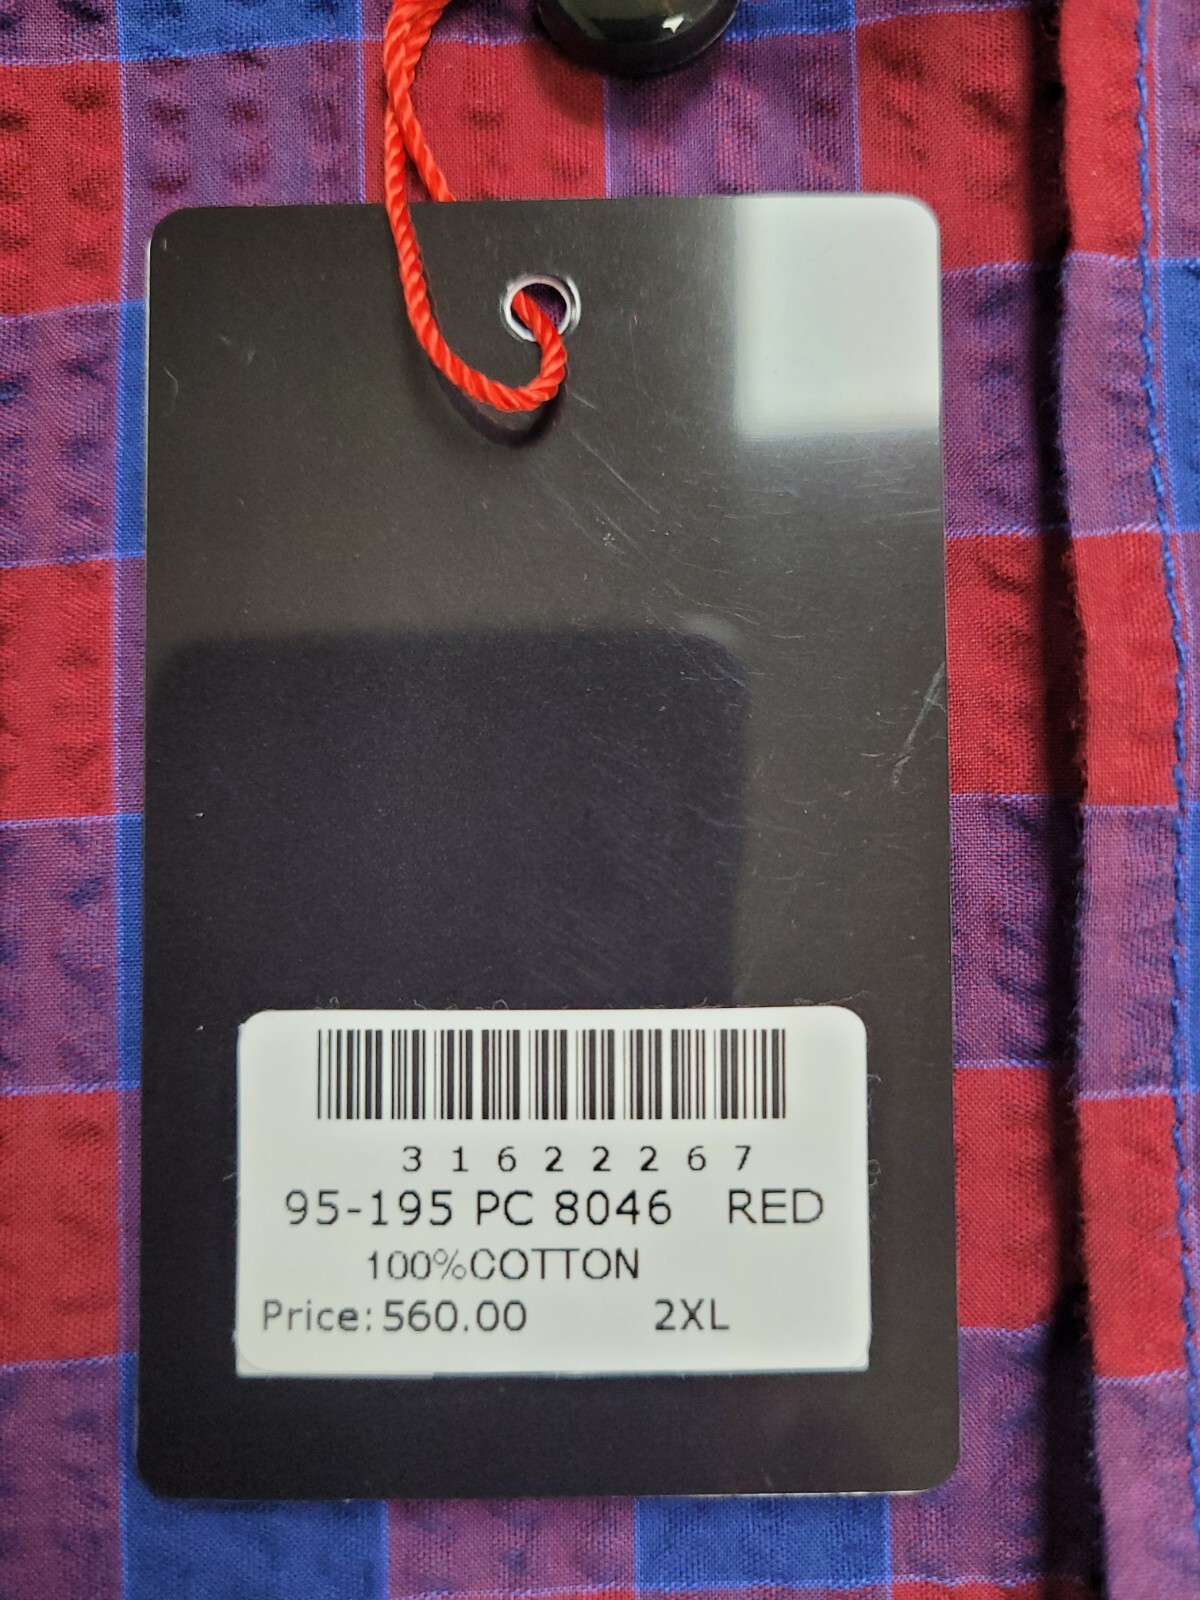 3 1 6 2 2 2 6 7
95-195 PC 8046 RED
100%COTTON
Price: 560.00 2XL